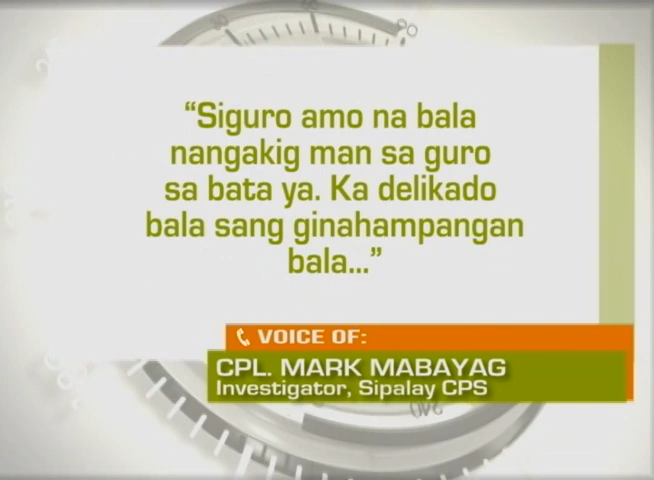 “Siguro amo na bala
nangakig man sa guro
sa bata ya. Ka delikado
bala sang ginahampangan
bala...”
VOICE OF:
CPL. MARK MABAYAG
Investigator, Sipalay CPS